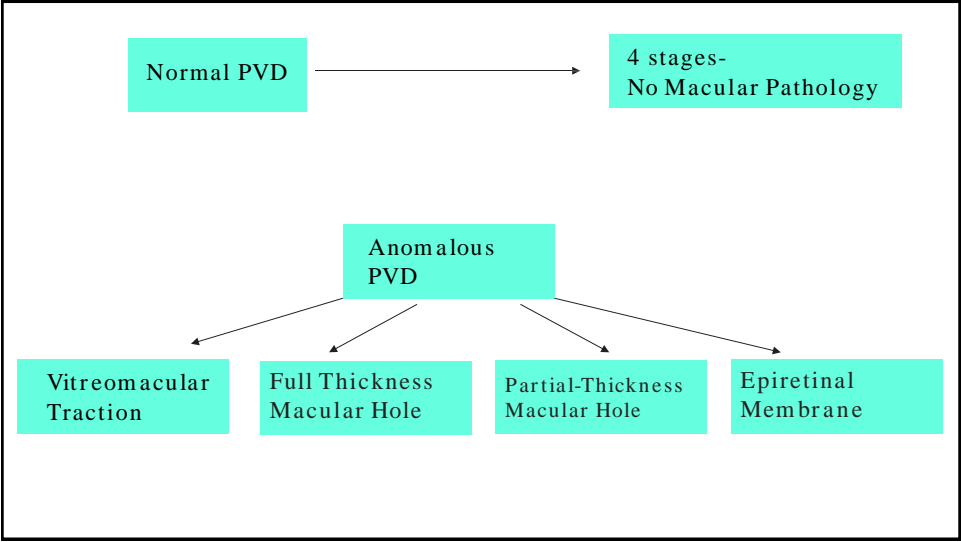 Normal PVD
4 stages-
No Macular Pathology
Anomalous
PVD
Vitreomacular
Traction
Full Thickness
Macular Hole
Partial-Thickness
Macular Hole
Epiretinal
Membrane